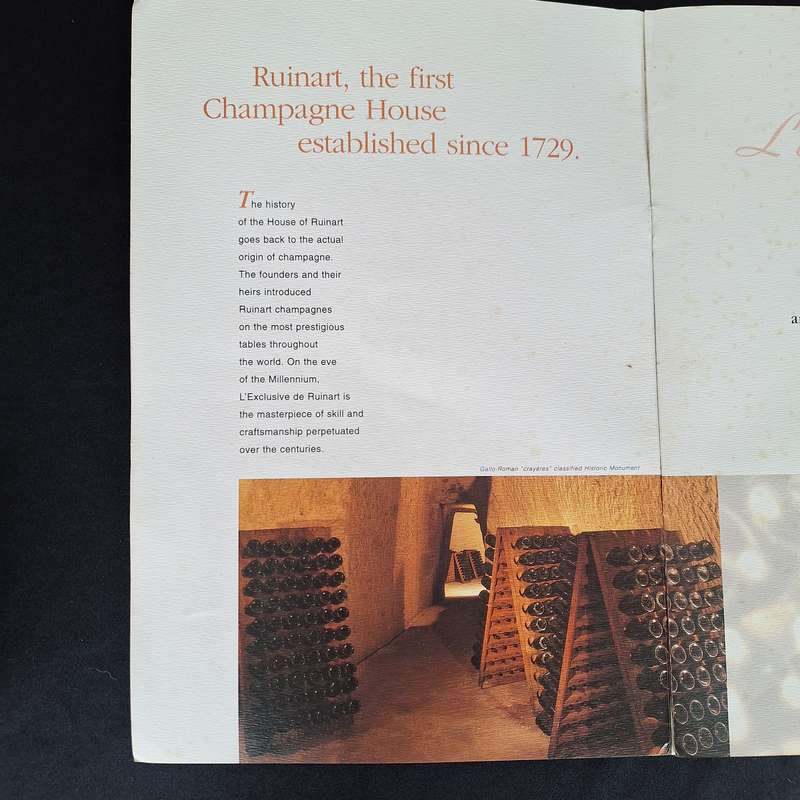 Ruinart, the first
Champagne House
established since 1729.
The history
of the House of Ruinart
goes back to the actual
origin of champagne.
The founders and their
heirs introduced
Ruinart champagnes
on the most prestigious
tables throughout
the world. On the eve
of the Millennium,
L'Exclusive de Ruinart is
the masterpiece of skill and
craftsmanship perpetuated
over the centuries.
Gallo-Roman "crayères" classified Historic Monument